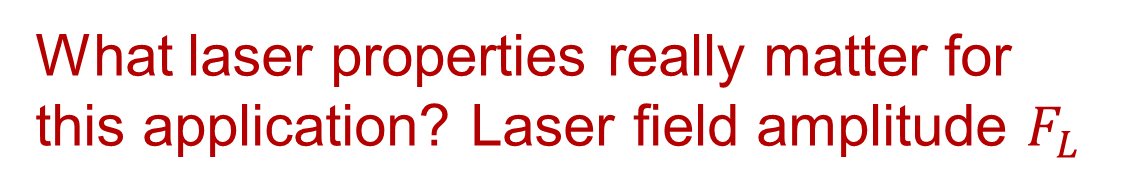 What laser properties really matter for
this application? Laser field amplitude F_L